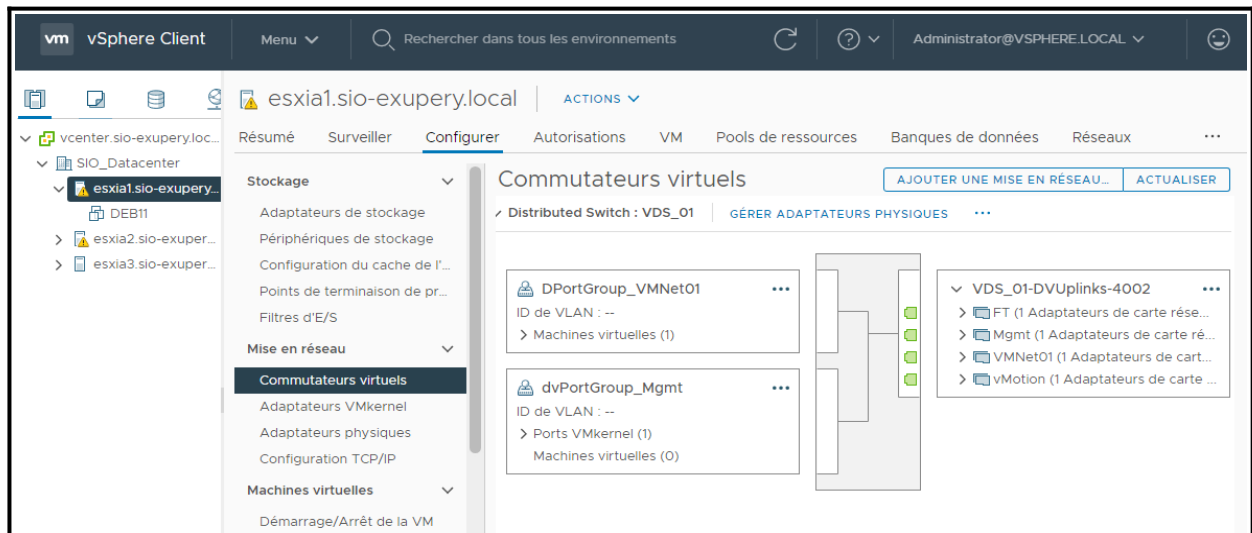 vm vSphere Client Menu Rechercher dans tous les environnements Administrator@VSPHERE.LOCAL
esxia1.sio-exupery.local ACTIONS
vcenter.sio-exupery.loc...
SIO_Datacenter
esxia1.sio-exupery...
DEB11
esxia2.sio-exuper...
esxia3.sio-exuper...
Résumé Surveiller Configurer Autorisations VM Pools de ressources Banques de données Réseaux ...
Stockage
Adaptateurs de stockage
Périphériques de stockage
Configuration du cache de l'...
Points de terminaison de pr...
Filtres d'E/S
Mise en réseau
Commutateurs virtuels
Adaptateurs VMkernel
Adaptateurs physiques
Configuration TCP/IP
Machines virtuelles
Démarrage/Arrêt de la VM
Commutateurs virtuels AJOUTER UNE MISE EN RÉSEAU... ACTUALISER
Distributed Switch : VDS_01 GÉRER ADAPTATEURS PHYSIQUES ...
DPortGroup_VMNet01 ...
ID de VLAN : --
Machines virtuelles (1)
dvPortGroup_Mgmt ...
ID de VLAN : --
Ports VMkernel (1)
Machines virtuelles (0)
VDS_01-DVUplinks-4002 ...
FT (1 Adaptateurs de carte rése...
Mgmt (1 Adaptateurs de carte ré...
VMNet01 (1 Adaptateurs de cart...
vMotion (1 Adaptateurs de carte ...